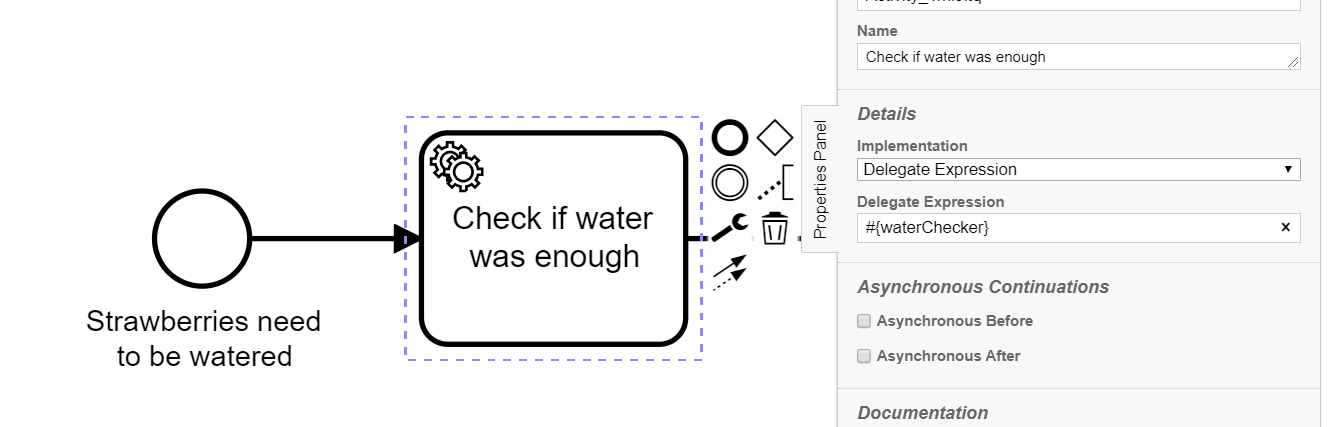 Name
Check if water was enough
Details
Implementation
Delegate Expression
Delegate Expression
#{waterChecker}
Asynchronous Continuations
Asynchronous Before
Asynchronous After
Documentation
Properties Panel
Check if water
was enough
Strawberries need
to be watered